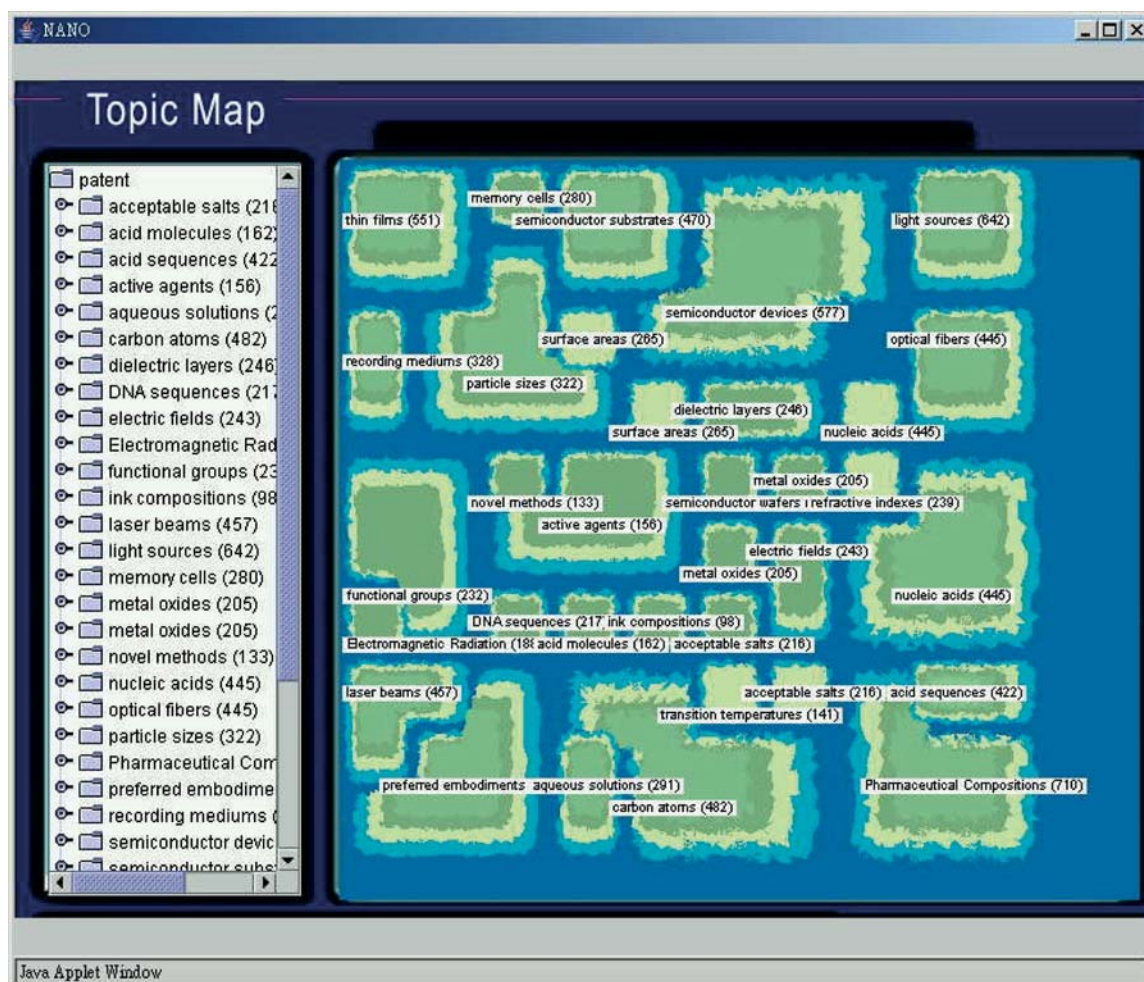 NANO
Topic Map
patent
acceptable salts (216
acid molecules (162)
acid sequences (422
active agents (156)
aqueous solutions (2
carbon atoms (482)
dielectric layers (246)
DNA sequences (217
electric fields (243)
Electromagnetic Rad
functional groups (23
ink compositions (98
laser beams (457)
light sources (642)
memory cells (280)
metal oxides (205)
metal oxides (205)
novel methods (133)
nucleic acids (445)
optical fibers (445)
particle sizes (322)
Pharmaceutical Com
preferred embodime
recording mediums (
semiconductor devic
semiconductor subst
memory cells (280)
thin films (551)
semiconductor substrates (470)
light sources (642)
semiconductor devices (577)
surface areas (265)
optical fibers (445)
recording mediums (328)
particle sizes (322)
dielectric layers (246)
surface areas (265)
nucleic acids (445)
metal oxides (205)
novel methods (133)
semiconductor wafers
refractive indexes (239)
active agents (156)
electric fields (243)
metal oxides (205)
functional groups (232)
nucleic acids (445)
DNA sequences (217
ink compositions (98)
Electromagnetic Radiation (188
acid molecules (162)
acceptable salts (216)
laser beams (457)
acceptable salts (216)
acid sequences (422)
transition temperatures (141)
preferred embodiments
aqueous solutions (291)
Pharmaceutical Compositions (710)
carbon atoms (482)
Java Applet Window